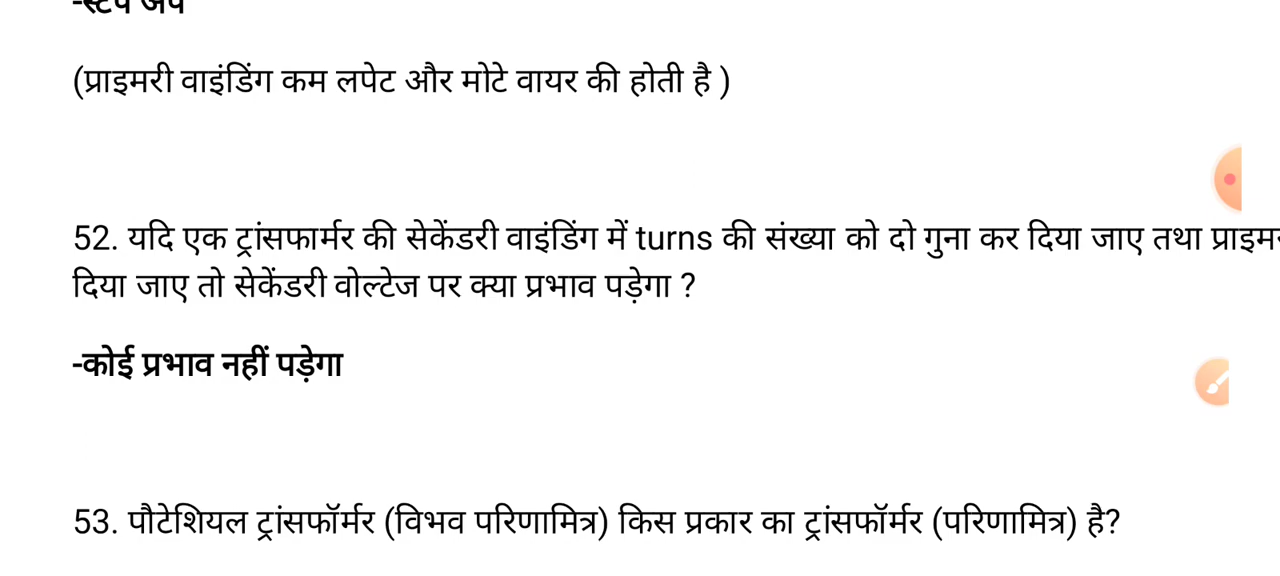 -स्टेप अप
(प्राइमरी वाइंडिंग कम लपेट और मोटे वायर की होती है )
52. यदि एक ट्रांसफार्मर की सेकेंडरी वाइंडिंग में turns की संख्या को दो गुना कर दिया जाए तथा
दिया जाए तो सेकेंडरी वोल्टेज पर क्या प्रभाव पड़ेगा ?
-कोई प्रभाव नहीं पड़ेगा
53. पौटेशियल ट्रांसफॉर्मर (विभव परिणामित्र) किस प्रकार का ट्रांसफॉर्मर (परिणामित्र) है?